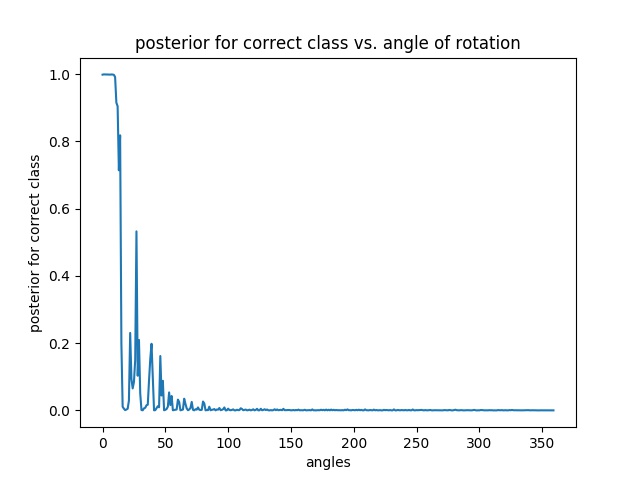 posterior for correct class vs. angle of rotation
1.0
0.8
0.6
0.4
0.2
0.0
posterior for correct class
0 50 100 150 200 250 300 350
angles